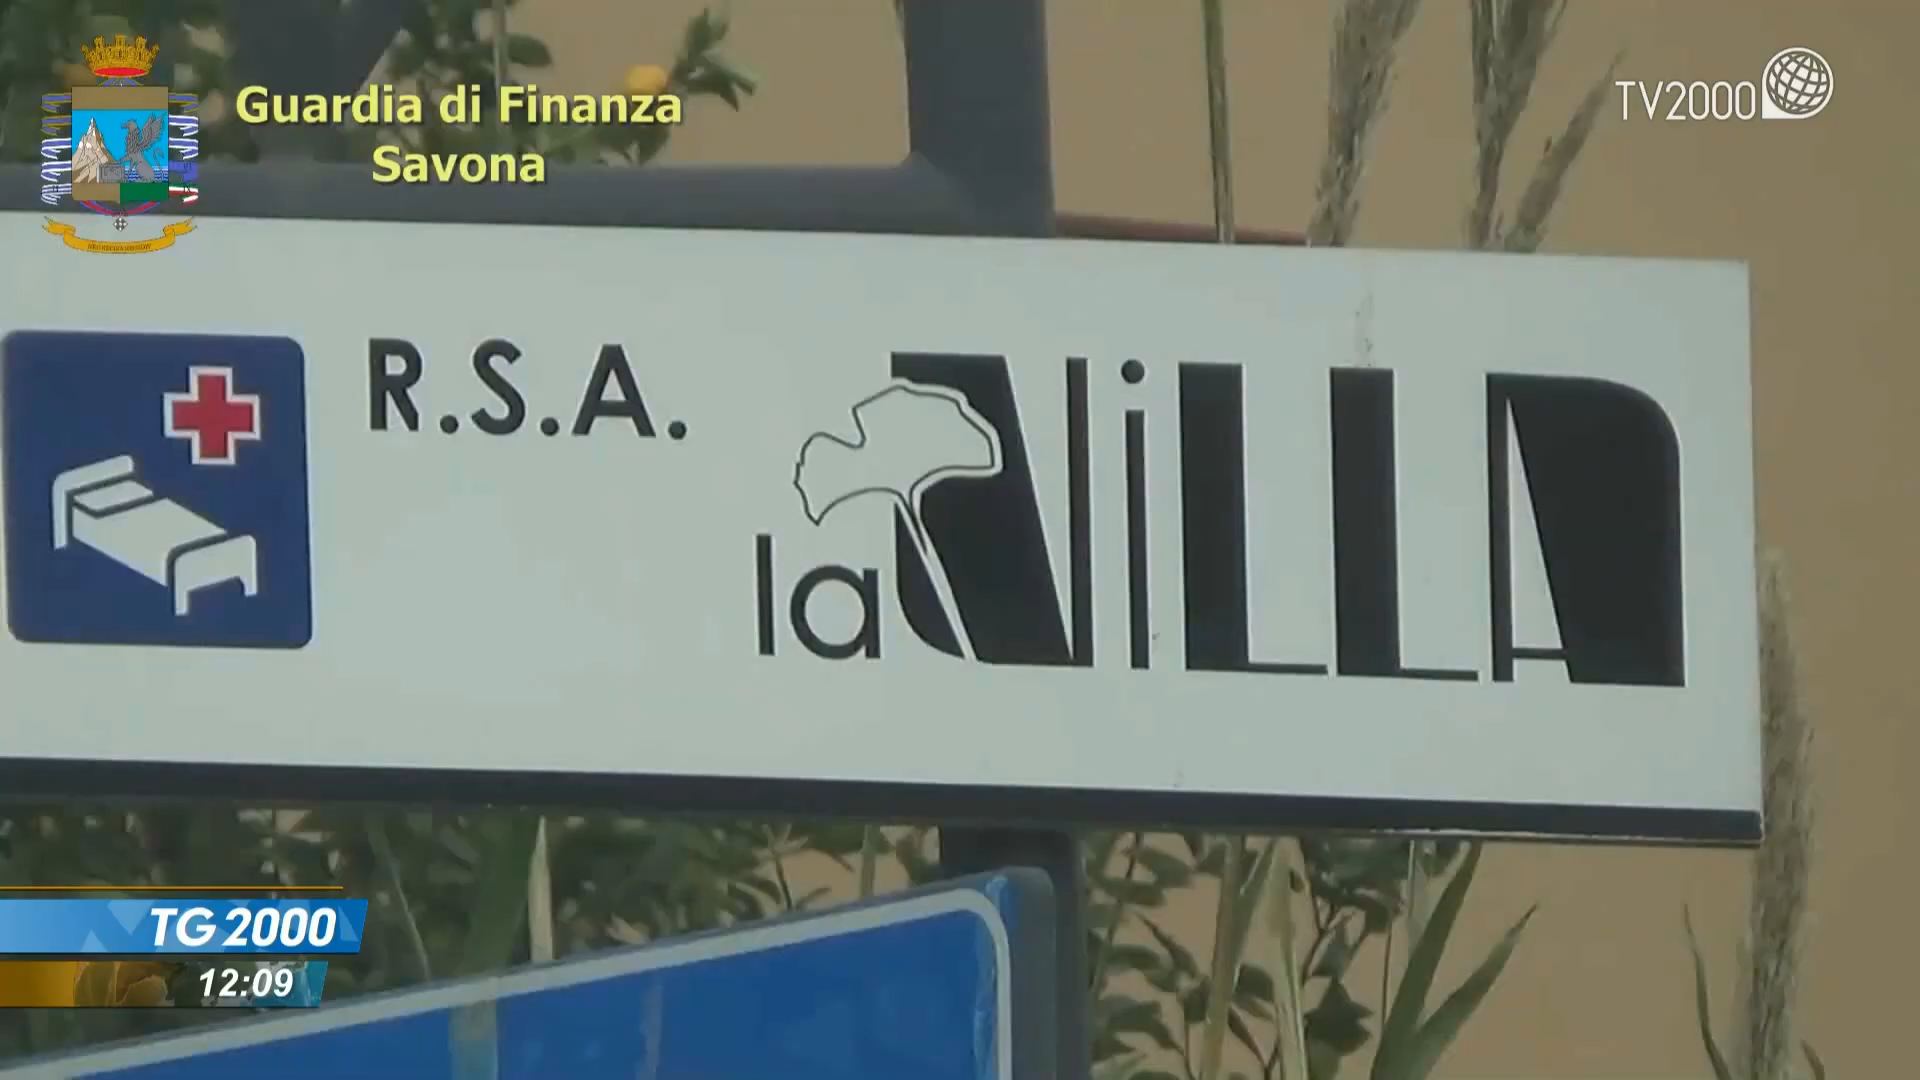 Guardia di Finanza
Savona
TV2000
R.S.A.
la ViLLA
TG 2000
12:09